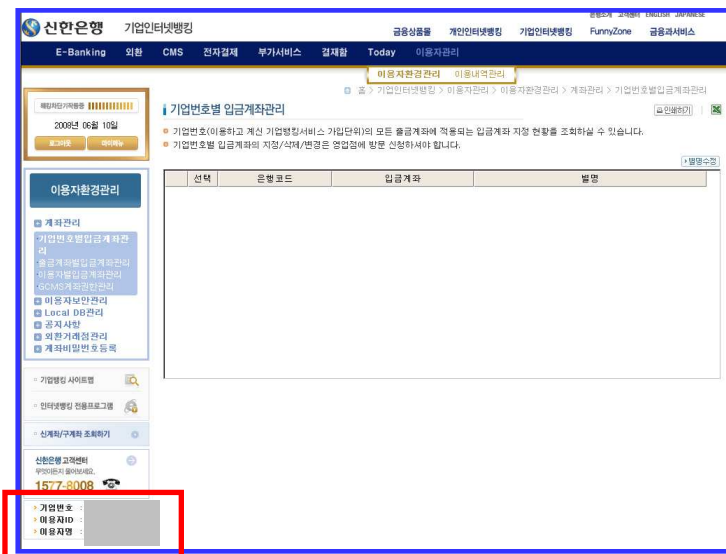 은행소개 고객센터 ENGLISH JAPANESE
신한은행 기업인터넷뱅킹
금융상품몰 개인인터넷뱅킹 기업인터넷뱅킹 FunnyZone 금융과서비스
E-Banking 외환 CMS 전자결제 부가서비스 결재함 Today 이용자관리
이용자환경관리 이용내역관리
홈 > 기업인터넷뱅킹 > 이용자관리 > 이용자환경관리 > 계좌관리 > 기업번호별입금계좌관리
2008년 06월 10일
로그아웃 마이메뉴
기업번호별 입금계좌관리
인쇄하기
기업번호(이용하고 계신 기업뱅킹서비스 가입단위)의 모든 출금계좌에 적용되는 입금계좌 지정 현황을 조회하실 수 있습니다.
기업번호별 입금계좌의 지정/삭제/변경은 영업점에 방문 신청하셔야 합니다.
별명수정
선택 은행코드 입금계좌 별명
이용자환경관리
계좌관리
기업번호별입금계좌관
리
출금계좌별입금계좌관리
이용자별입금계좌관리
GCMS계좌권한관리
이용자보안관리
Local DB관리
공지사항
외환거래점관리
계좌비밀번호등록
기업뱅킹 사이트맵
인터넷뱅킹 전용프로그램
신계좌/구계좌 조회하기
신한은행 고객센터
무엇이든지 물어보세요.
1577-8008
기업번호 :
이용자ID :
이용자명 :